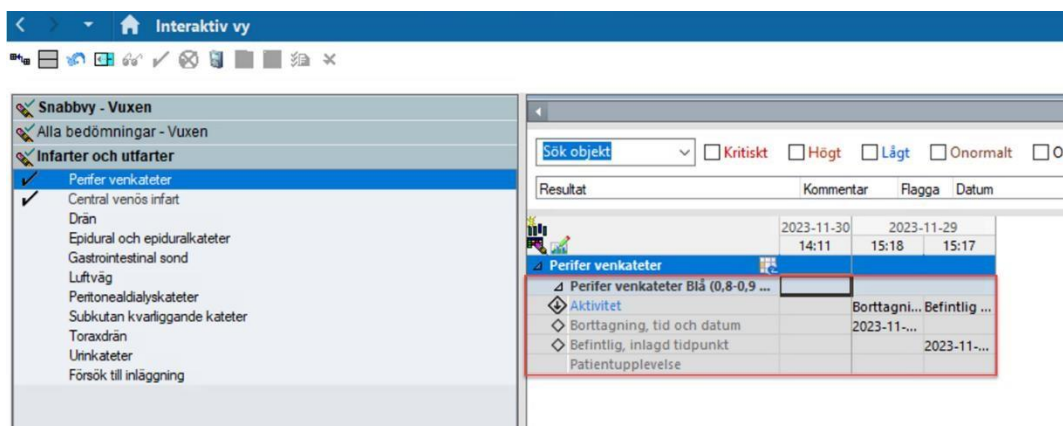 Interaktiv vy
Snabbvy - Vuxen
Alla bedömningar - Vuxen
Infarter och utfarter
Perifer venkateter
Central venös infart
Drän
Epidural och epiduralkateter
Gastrointestinal sond
Luftväg
Peritonealdialyskateter
Subkutan kvarliggande kateter
Toraxdrän
Urinkateter
Försök till inläggning
Sök objekt Kritiskt Högt Lågt Onormalt O
Resultat Kommentar Flagga Datum
2023-11-30 2023-11-29
14:11 15:18 15:17
Perifer venkateter
Perifer venkateter Blå (0,8-0,9 ...
Aktivitet Borttagni... Befintlig ...
Borttagning, tid och datum 2023-11-...
Befintlig, inlagd tidpunkt 2023-11-...
Patientupplevelse